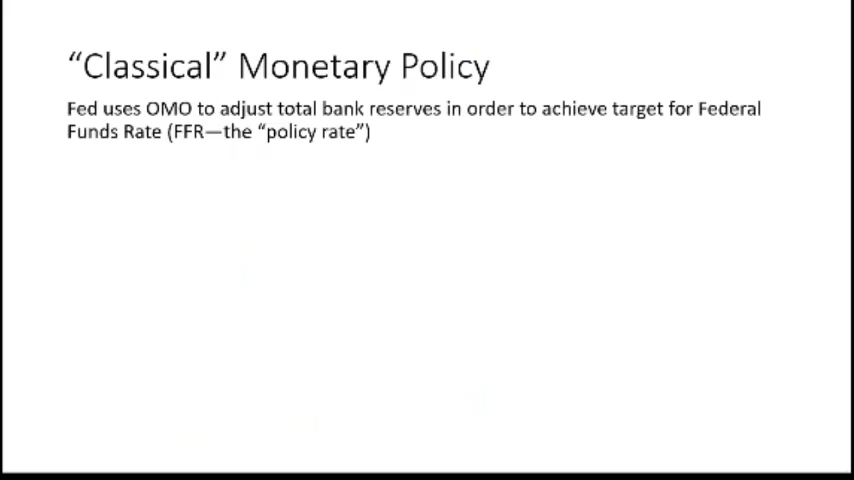 “Classical” Monetary Policy
Fed uses OMO to adjust total bank reserves in order to achieve target for Federal
Funds Rate (FFR—the “policy rate”)